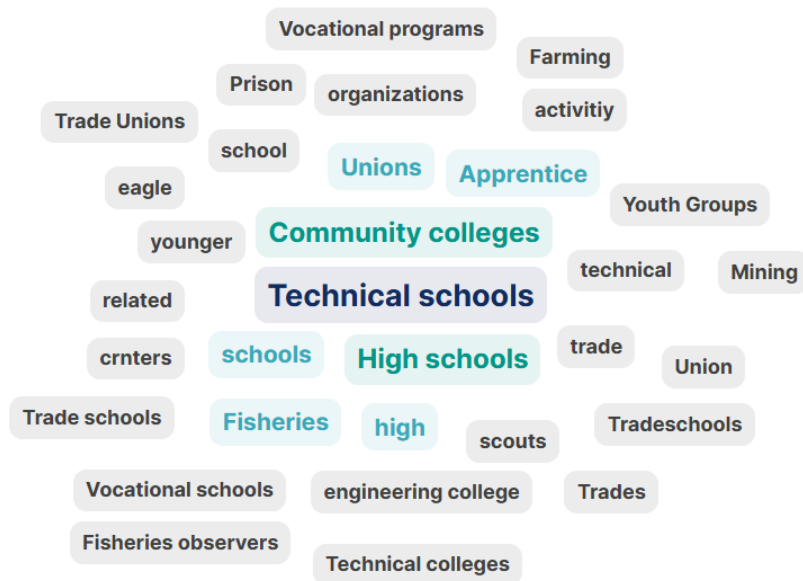 Vocational programs
Farming
Prison
organizations
activitiy
Trade Unions
school
Unions
Apprentice
eagle
Youth Groups
younger
Community colleges
technical
Mining
related
Technical schools
crnters
schools
High schools
trade
Union
Trade schools
Fisheries
high
scouts
Tradeschools
Vocational schools
engineering college
Trades
Fisheries observers
Technical colleges